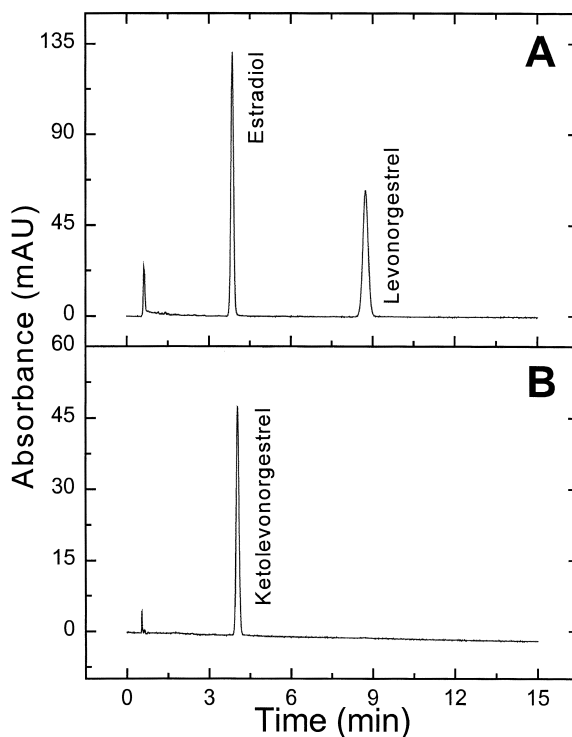 A
135
90
45
0
Estradiol
Levonorgestrel
Absorbance (mAU)
B
60
45
30
15
0
Ketolevonorgestrel
0 3 6 9 12 15
Time (min)